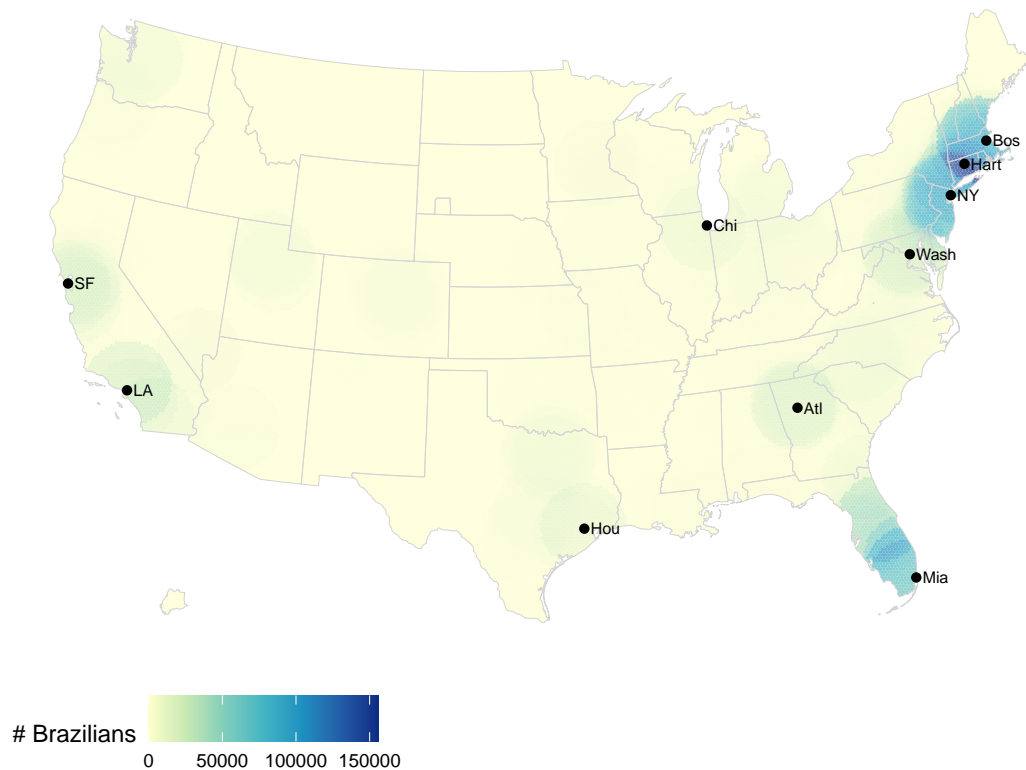 Bos
Hart
NY
Chi
Wash
SF
LA
Atl
Hou
Mia
# Brazilians
0 50000 100000 150000